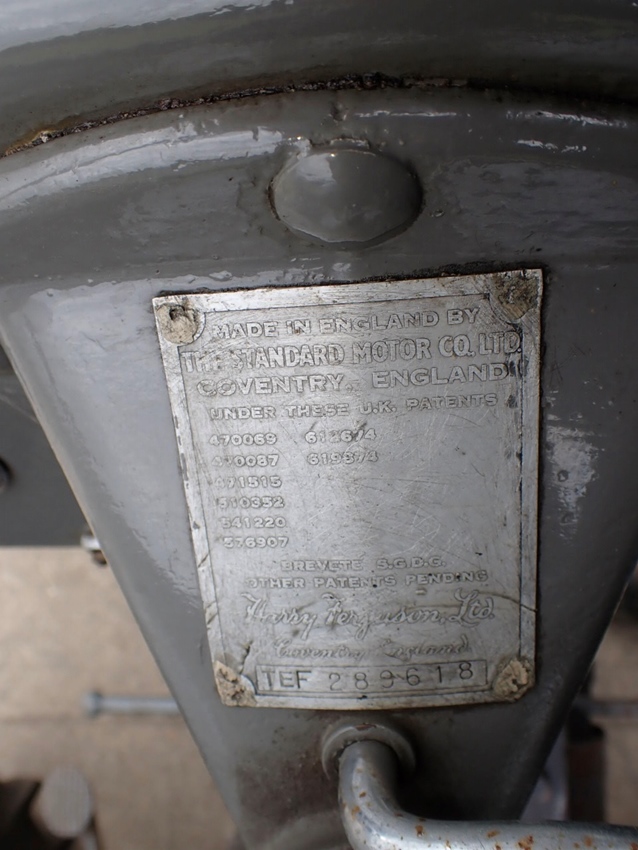 MADE IN ENGLAND BY
THE STANDARD MOTOR CO. LTD.
COVENTRY. ENGLAND
UNDER THESE U.K. PATENTS
470069
470087 619874
471515
510352
541220
576907
BREVETE S.G.D.G.
OTHER PATENTS PENDING
Harry Ferguson, Ltd.
Coventry England
TEF 289618